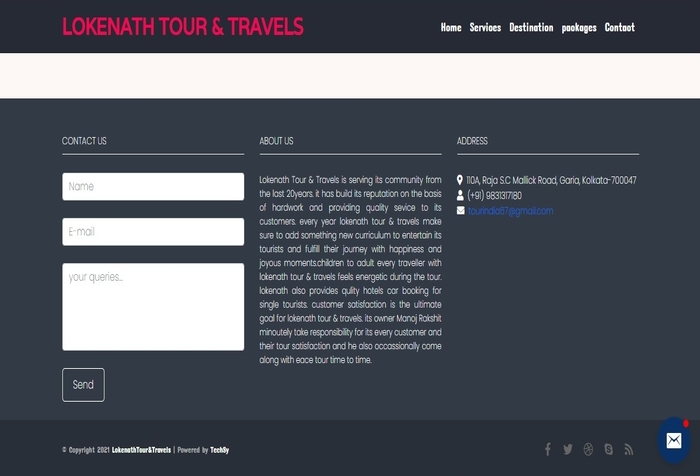 LOKENATH TOUR & TRAVELS
Home Services Destination packages Contact
CONTACT US
Name
E-mail
your queries...
Send
ABOUT US
Lokenath Tour & Travels is serving its community from
the last 20years. it has build its reputation on the basis
of hardwork and providing quality sevice to its
customers. every year lokenath tour & travels make
sure to add something new curriculum to entertain its
tourists and fulfill their journey with happiness and
joyous moments.children to adult every traveller with
lokenath tour & travels feels energetic during the tour.
lokenath also provides qulity hotels car booking for
single tourists. customer satisfaction is the ultimate
goal for lokenath tour & travels. its owner Manoj Rakshit
minoutely take responsibility for its every customer and
their tour satisfaction and he also occassionally come
along with eace tour time to time.
ADDRESS
110A, Raja S.C Mallick Road, Garia, Kolkata-700047
(+91) 9831317180
tourindia67@gmail.com
© Copyright 2021 LokenathTour&Travels | Powered by TechSy